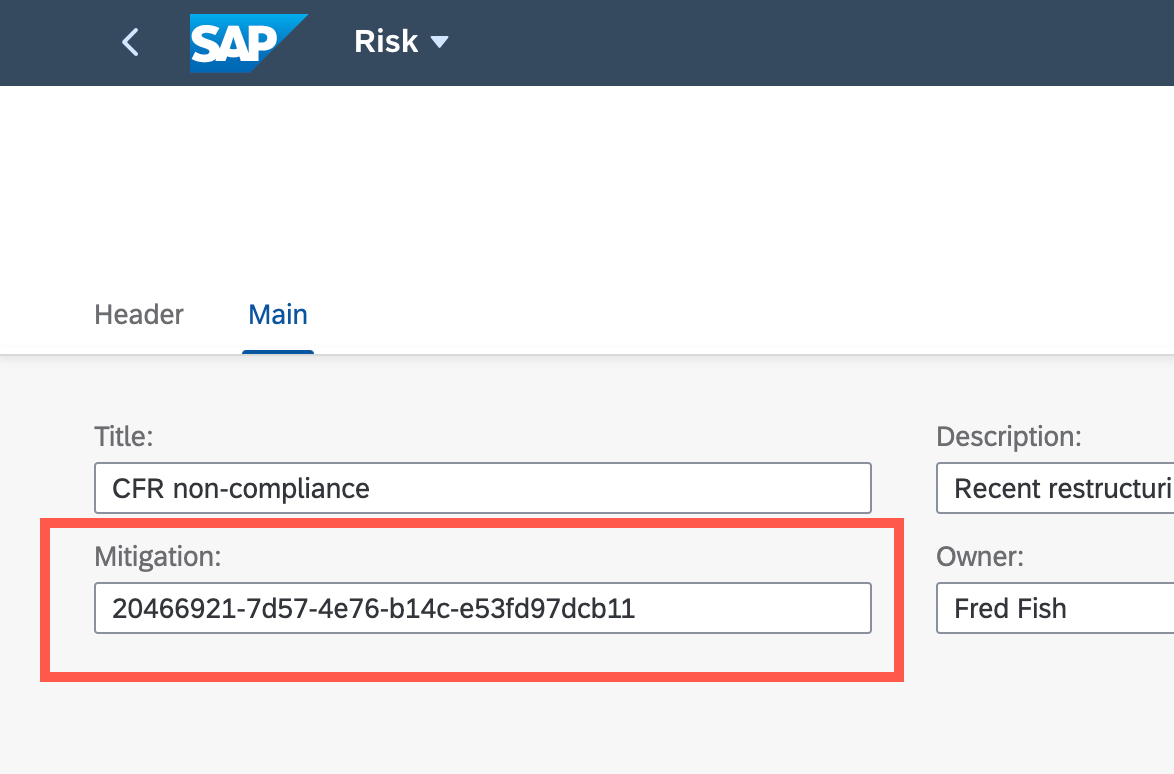 SAP Risk
Header Main
Title: Description:
CFR non-compliance Recent restructuri
Mitigation: Owner:
20466921-7d57-4e76-b14c-e53fd97dcb11 Fred Fish